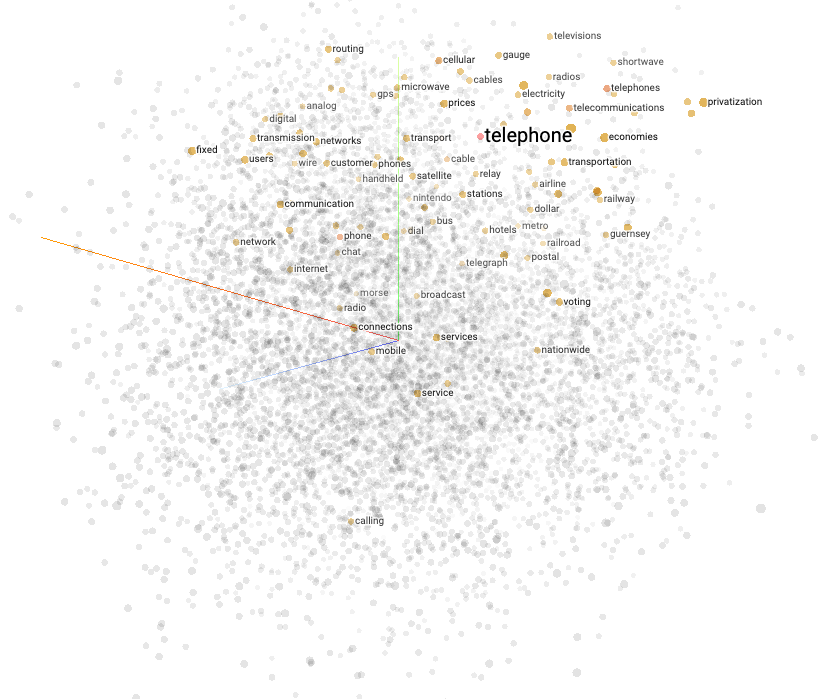 televisions
routing
gauge
cellular
shortwave
radios
cables
microwave
telephones
gps
electricity
prices
privatization
analog
telecommunications
digital
telephone
transmission
networks
transport
economies
fixed
users
wire
customer
phones
cable
transportation
satellite
relay
handheld
airline
stations
nintendo
railway
communication
dollar
bus
metro
dial
hotels
guernsey
phone
network
railroad
chat
postal
telegraph
internet
morse
broadcast
voting
radio
connections
services
mobile
nationwide
service
calling